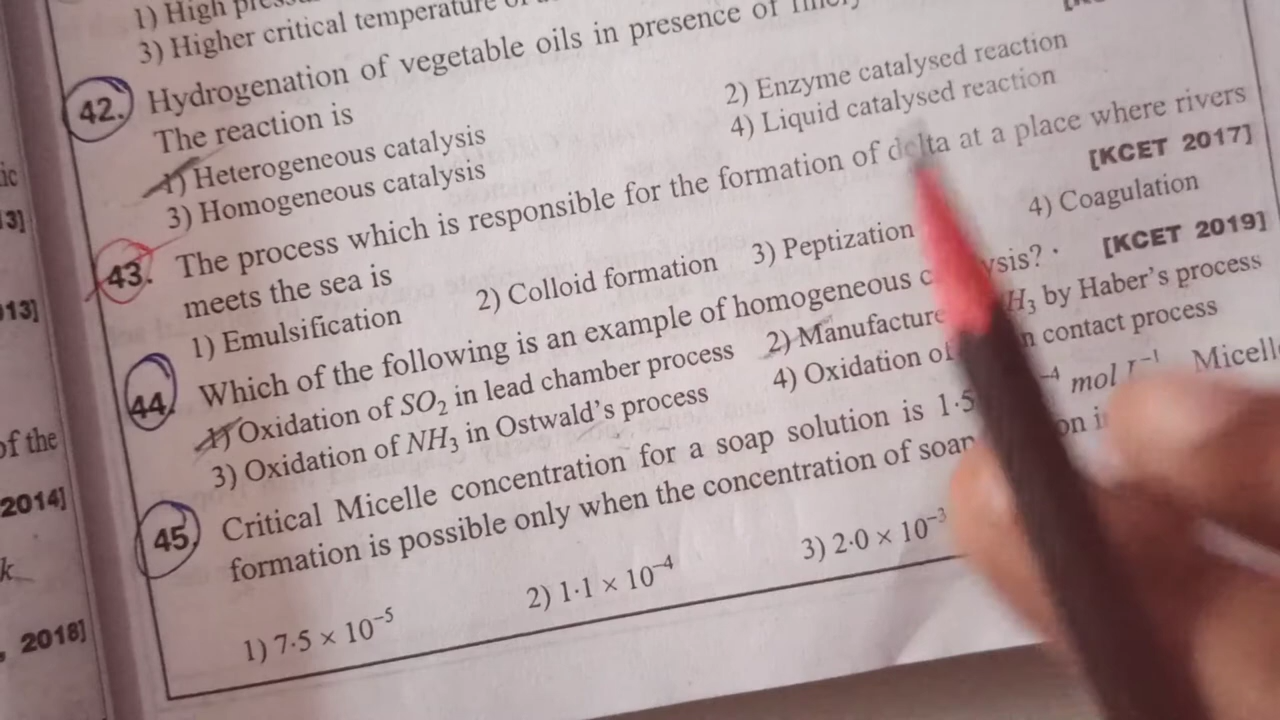 1) High
3) Higher critical temperature
42. Hydrogenation of vegetable oils in presence of finely
The reaction is
1) Heterogeneous catalysis 2) Enzyme catalysed reaction
3) Homogeneous catalysis 4) Liquid catalysed reaction
43. The process which is responsible for the formation of delta at a place where rivers
meets the sea is [KCET 2017]
1) Emulsification 2) Colloid formation 3) Peptization 4) Coagulation
44. Which of the following is an example of homogeneous ysis? [KCET 2019]
1) Oxidation of SO₂ in lead chamber process 2) Manufacture H₃ by Haber's process
3) Oxidation of NH₃ in Ostwald's process 4) Oxidation of n contact process
45. Critical Micelle concentration for a soap solution is 1·5 ⁻⁴ mol L⁻¹. Micelle
formation is possible only when the concentration of soap on in
1) 7·5 × 10⁻⁵ 2) 1·1 × 10⁻⁴ 3) 2·0 × 10⁻³
ic
3]
13]
of the
2014]
k
, 2018]